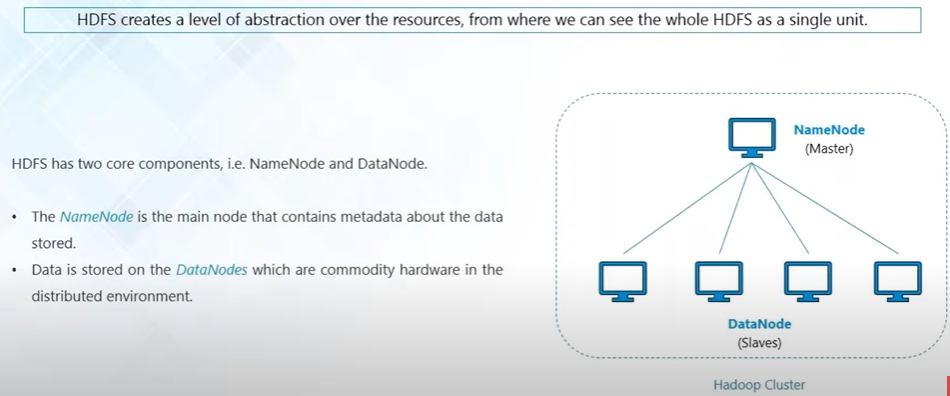 HDFS creates a level of abstraction over the resources, from where we can see the whole HDFS as a single unit.
HDFS has two core components, i.e. NameNode and DataNode.
• The NameNode is the main node that contains metadata about the data
stored.
• Data is stored on the DataNodes which are commodity hardware in the
distributed environment.
NameNode
(Master)
DataNode
(Slaves)
Hadoop Cluster